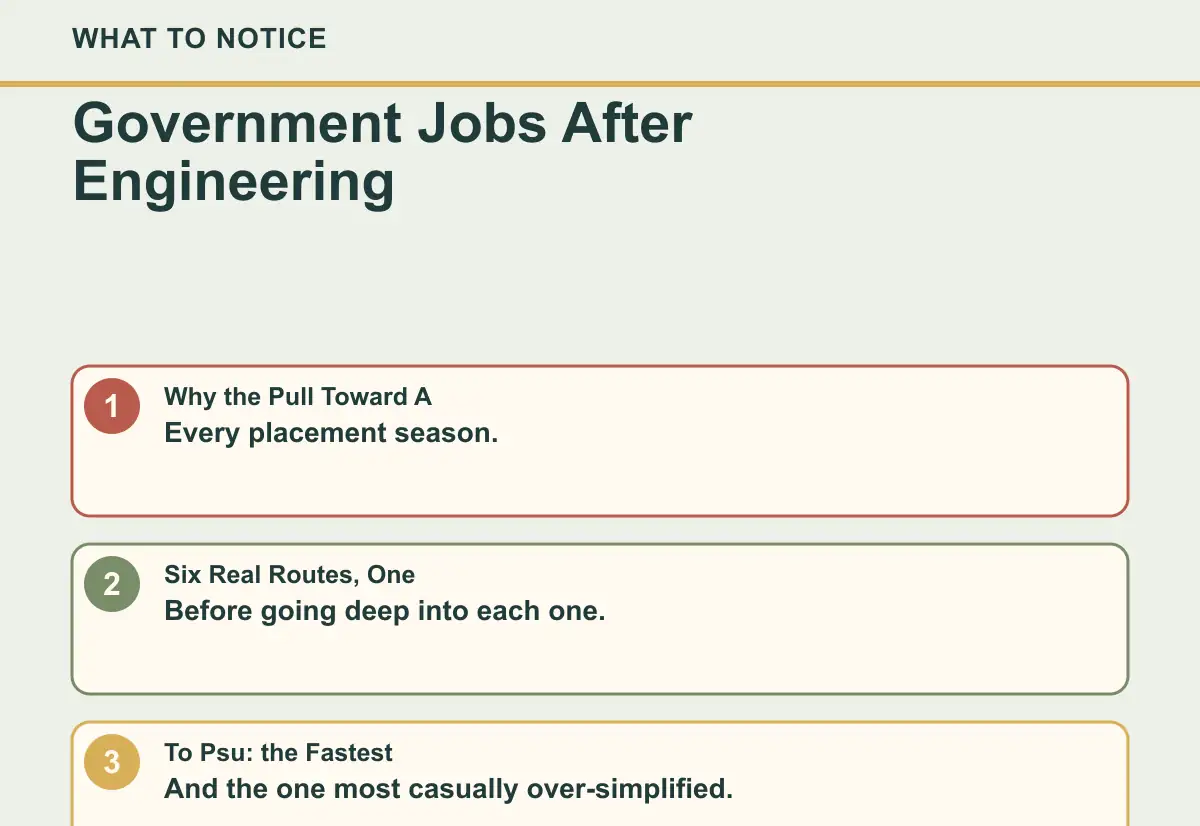 WHAT TO NOTICE
Government Jobs After
Engineering
1
Why the Pull Toward A
Every placement season.
2
Six Real Routes, One
Before going deep into each one.
3
To Psu: the Fastest
And the one most casually over-simplified.